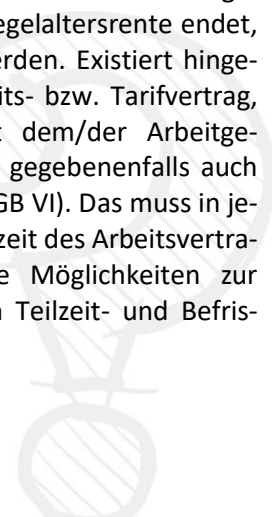 egelaltersrente endet,
rden. Existiert hinge-
its- bzw. Tarifvertrag,
dem/der Arbeitge-
gegebenenfalls auch
GB VI). Das muss in je-
zeit des Arbeitsvertra-
e Möglichkeiten zur
Teilzeit- und Befris-